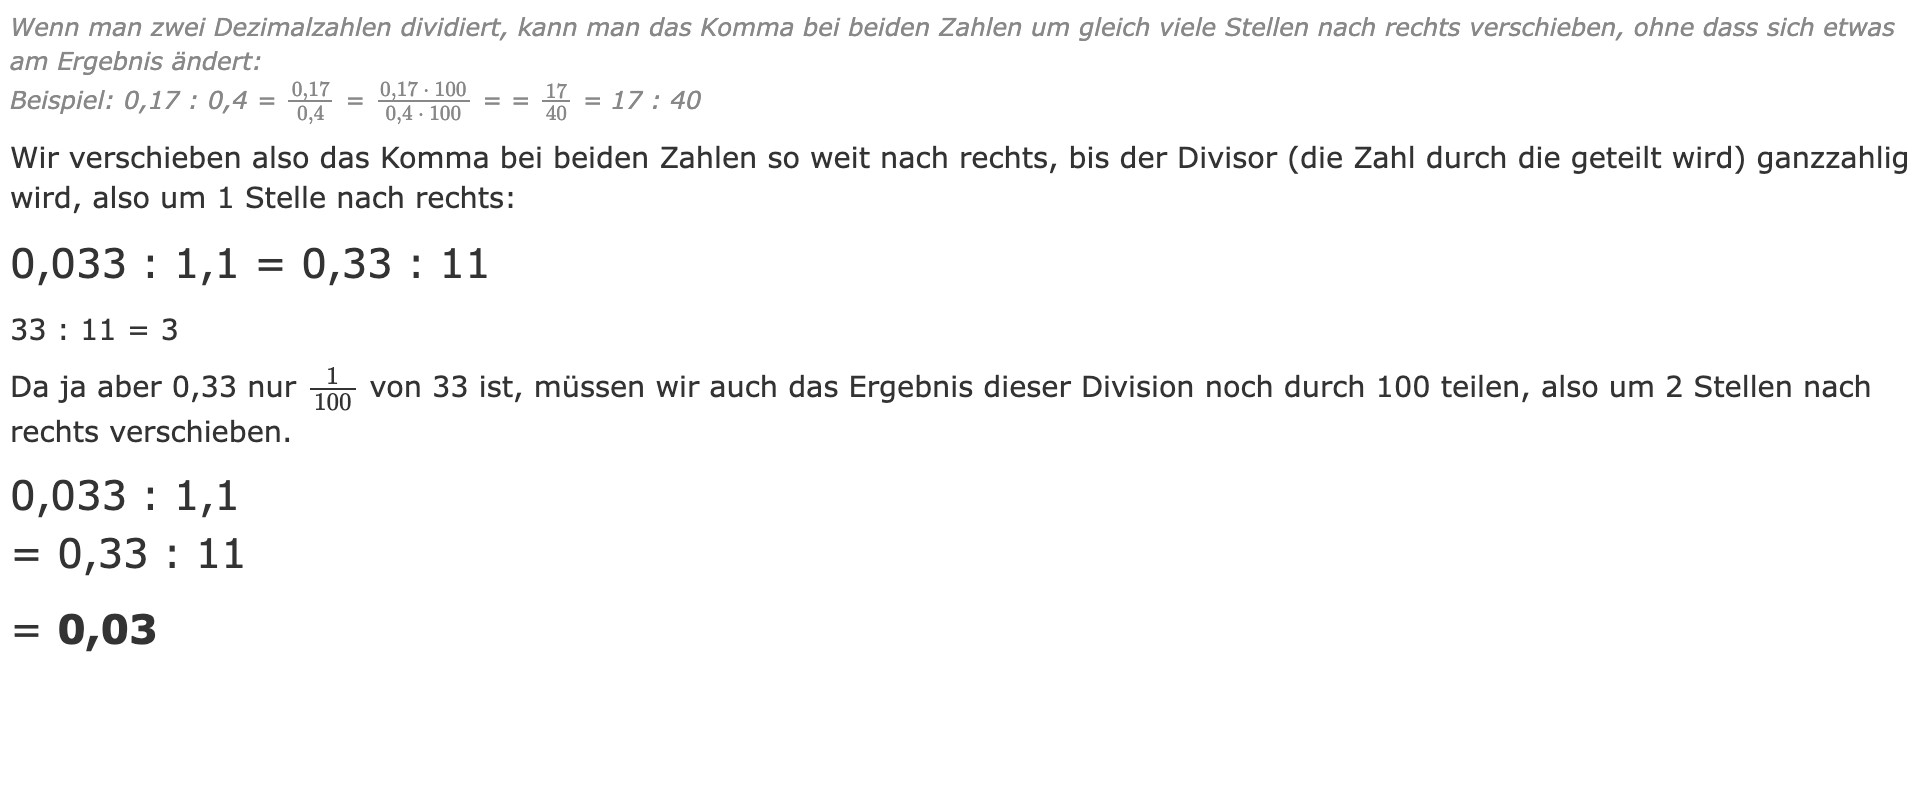 Wenn man zwei Dezimalzahlen dividiert, kann man das Komma bei beiden Zahlen um gleich viele Stellen nach rechts verschieben, ohne dass sich etwas
am Ergebnis ändert:
Beispiel: 0,17 : 0,4 = 0,17/0,4 = 0,17 · 100/0,4 · 100 = = 17/40 = 17 : 40
Wir verschieben also das Komma bei beiden Zahlen so weit nach rechts, bis der Divisor (die Zahl durch die geteilt wird) ganzzahlig
wird, also um 1 Stelle nach rechts:
0,033 : 1,1 = 0,33 : 11
33 : 11 = 3
Da ja aber 0,33 nur 1/100 von 33 ist, müssen wir auch das Ergebnis dieser Division noch durch 100 teilen, also um 2 Stellen nach
rechts verschieben.
0,033 : 1,1
= 0,33 : 11
= 0,03